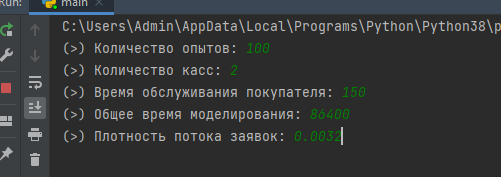 Run:
main
C:\Users\Admin\AppData\Local\Programs\Python\Python38\p
(>) Количество опытов: 100
(>) Количество касс: 2
(>) Время обслуживания покупателя: 150
(>) Общее время моделирования: 86400
(>) Плотность потока заявок: 0.0032